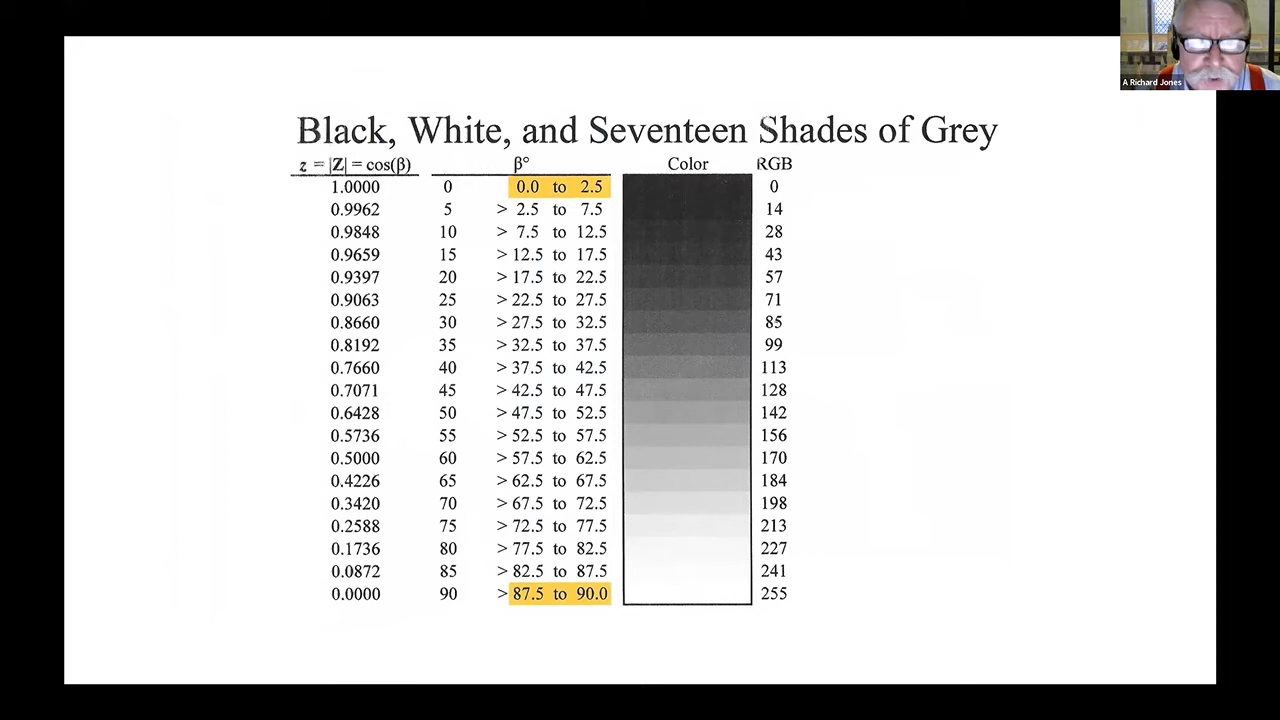 A Richard Jones
Black, White, and Seventeen Shades of Grey
z = |Z| = cos(β) β° Color RGB
1.0000 0 0.0 to 2.5 0
0.9962 5 > 2.5 to 7.5 14
0.9848 10 > 7.5 to 12.5 28
0.9659 15 > 12.5 to 17.5 43
0.9397 20 > 17.5 to 22.5 57
0.9063 25 > 22.5 to 27.5 71
0.8660 30 > 27.5 to 32.5 85
0.8192 35 > 32.5 to 37.5 99
0.7660 40 > 37.5 to 42.5 113
0.7071 45 > 42.5 to 47.5 128
0.6428 50 > 47.5 to 52.5 142
0.5736 55 > 52.5 to 57.5 156
0.5000 60 > 57.5 to 62.5 170
0.4226 65 > 62.5 to 67.5 184
0.3420 70 > 67.5 to 72.5 198
0.2588 75 > 72.5 to 77.5 213
0.1736 80 > 77.5 to 82.5 227
0.0872 85 > 82.5 to 87.5 241
0.0000 90 > 87.5 to 90.0 255